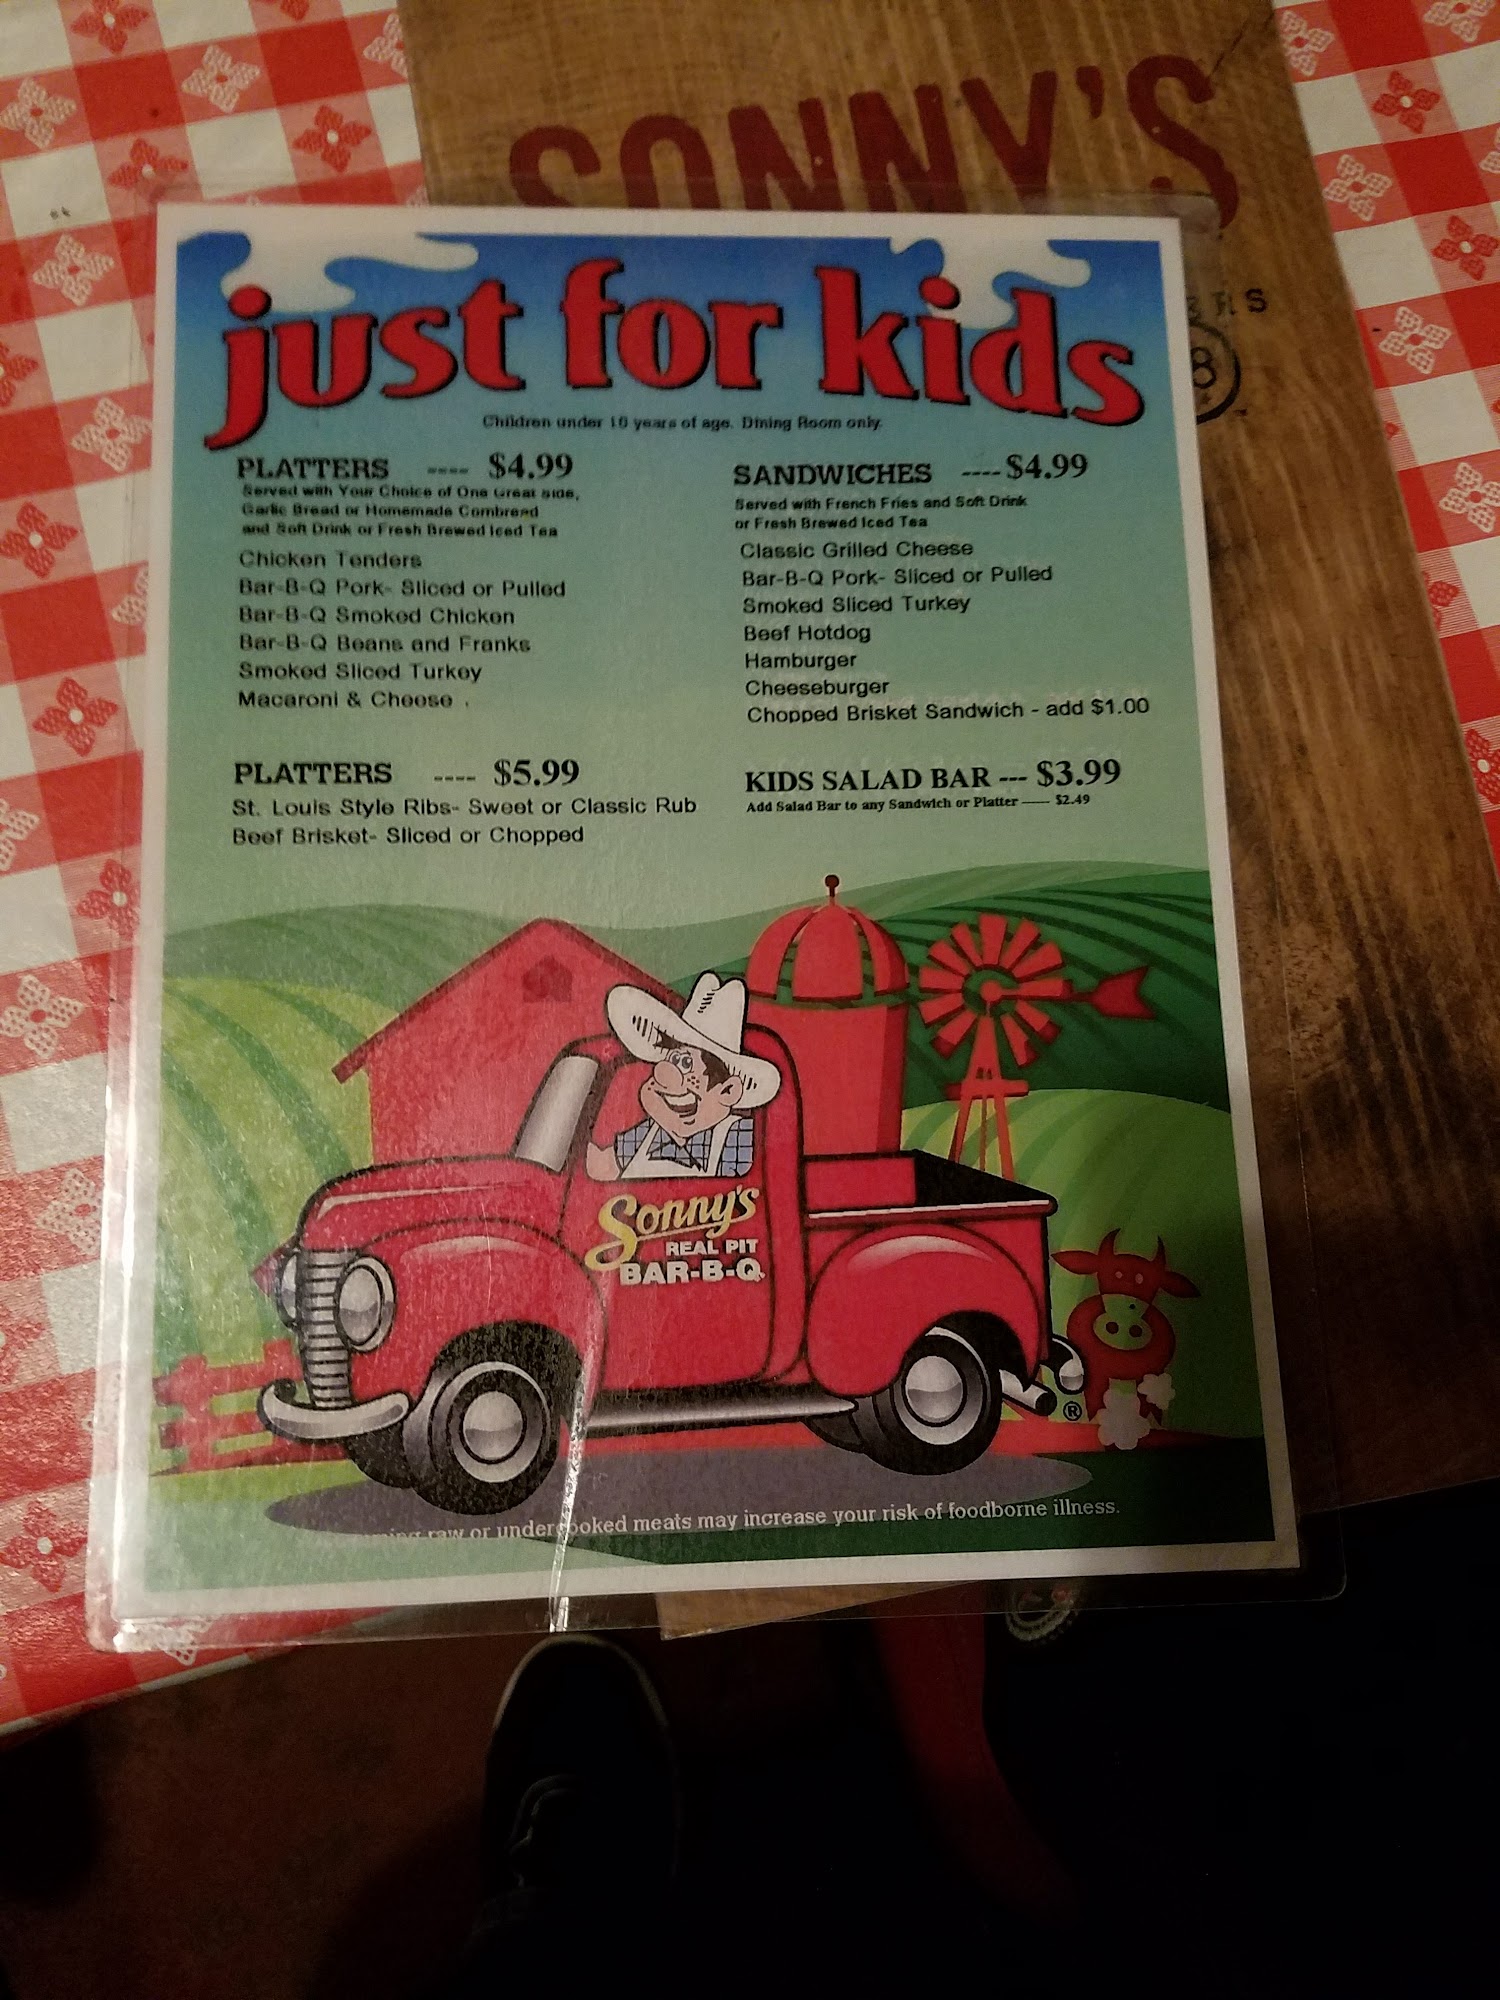 SONNY'S
just for kids
Children under 10 years of age. Dining Room only.
PLATTERS ---- $4.99
Served with Your Choice of One Great Side,
Garlic Bread or Homemade Cornbread
and Soft Drink or Fresh Brewed Iced Tea
Chicken Tenders
Bar-B-Q Pork- Sliced or Pulled
Bar-B-Q Smoked Chicken
Bar-B-Q Beans and Franks
Smoked Sliced Turkey
Macaroni & Cheese
PLATTERS ---- $5.99
St. Louis Style Ribs- Sweet or Classic Rub
Beef Brisket- Sliced or Chopped
SANDWICHES ---- $4.99
Served with French Fries and Soft Drink
or Fresh Brewed Iced Tea
Classic Grilled Cheese
Bar-B-Q Pork- Sliced or Pulled
Smoked Sliced Turkey
Beef Hotdog
Hamburger
Cheeseburger
Chopped Brisket Sandwich - add $1.00
KIDS SALAD BAR --- $3.99
Add Salad Bar to any Sandwich or Platter —— $2.49
Sonny's
REAL PIT
BAR-B-Q
®
raw or undercooked meats may increase your risk of foodborne illness.